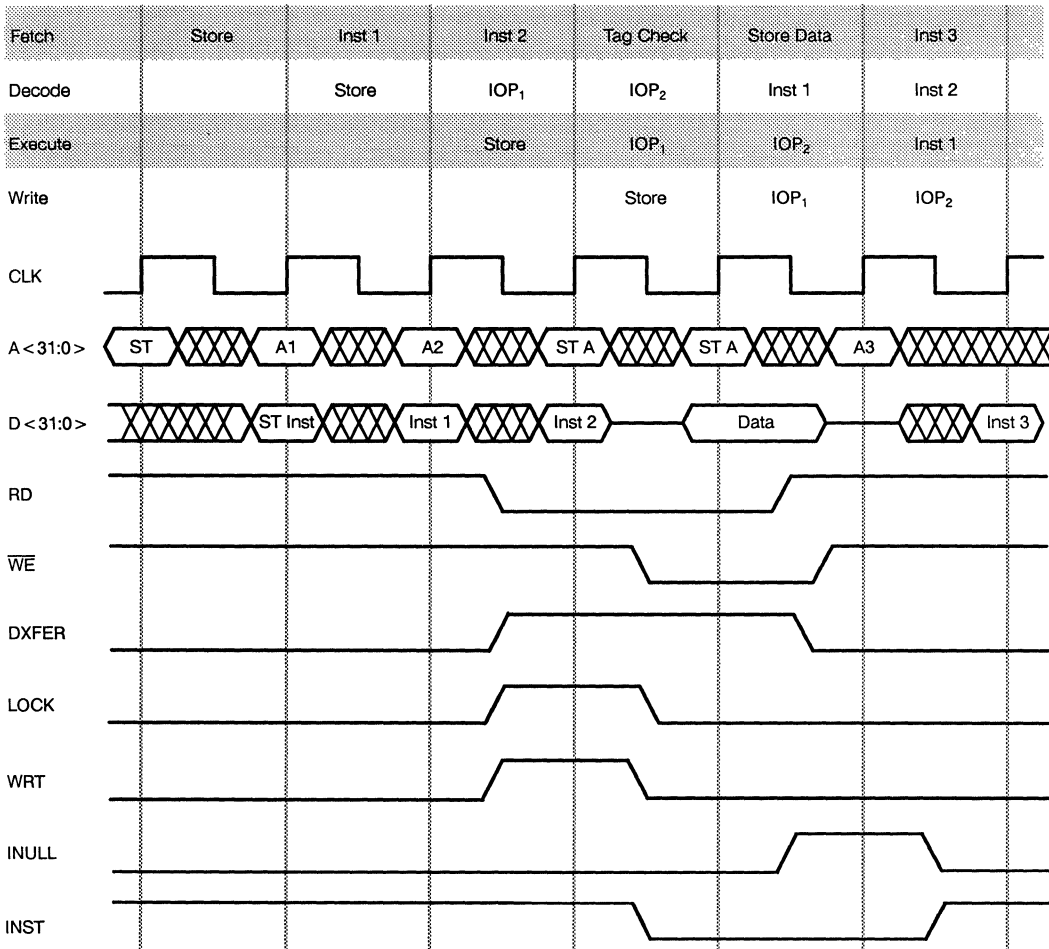 Fetch Store Inst 1 Inst 2 Tag Check Store Data Inst 3
Decode Store IOP₁ IOP₂ Inst 1 Inst 2
Execute Store IOP₁ IOP₂ Inst 1
Write Store IOP₁ IOP₂
CLK
A<31:0> ST A1 A2 ST A ST A A3
D<31:0> ST Inst Inst 1 Inst 2 Data Inst 3
RD
W̅E̅
DXFER
LOCK
WRT
INULL
INST